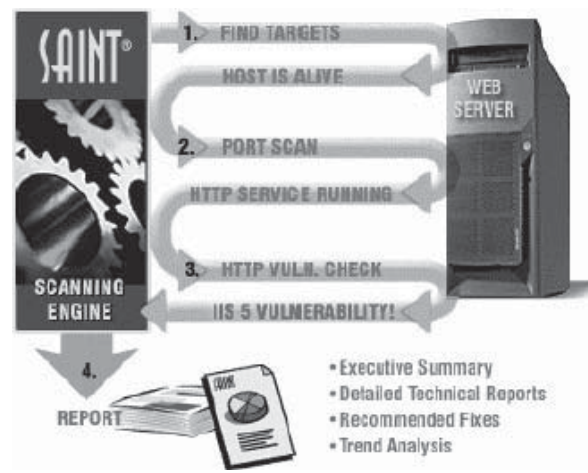 SAINT®
1. FIND TARGETS
HOST IS ALIVE
WEB
SERVER
2. PORT SCAN
HTTP SERVICE RUNNING
3. HTTP VULN. CHECK
SCANNING
ENGINE
IIS 5 VULNERABILITY!
4.
REPORT
SAINT
• Executive Summary
• Detailed Technical Reports
• Recommended Fixes
• Trend Analysis